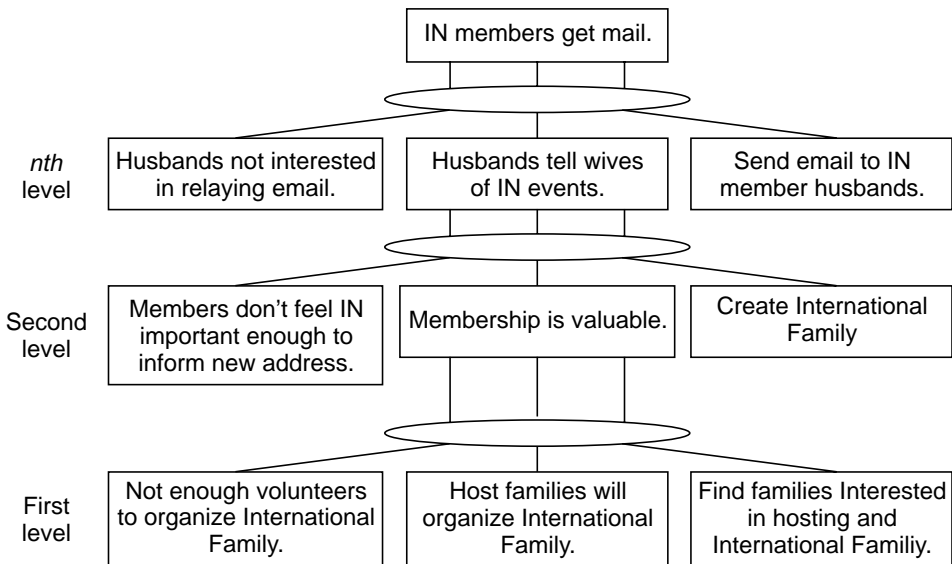 IN members get mail.
nth
level
Husbands not interested
in relaying email.
Husbands tell wives
of IN events.
Send email to IN
member husbands.
Second
level
Members don’t feel IN
important enough to
inform new address.
Membership is valuable.
Create International
Family
First
level
Not enough volunteers
to organize International
Family.
Host families will
organize International
Family.
Find families Interested
in hosting and
International Familiy.